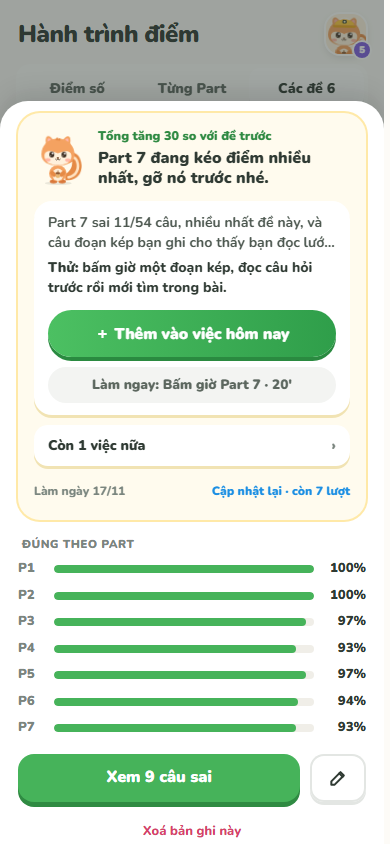 Hành trình điểm
5
Điểm số
Từng Part
Các đề 6
Tổng tăng 30 so với đề trước
Part 7 đang kéo điểm nhiều
nhất, gỡ nó trước nhé.
Part 7 sai 11/54 câu, nhiều nhất đề này, và
câu đoạn kép bạn ghi cho thấy bạn đọc lướ...
Thử: bấm giờ một đoạn kép, đọc câu hỏi
trước rồi mới tìm trong bài.
+ Thêm vào việc hôm nay
Làm ngay: Bấm giờ Part 7 · 20'
Còn 1 việc nữa ›
Làm ngày 17/11
Cập nhật lại · còn 7 lượt
ĐÚNG THEO PART
P1 100%
P2 100%
P3 97%
P4 93%
P5 97%
P6 94%
P7 93%
Xem 9 câu sai
Xoá bản ghi này